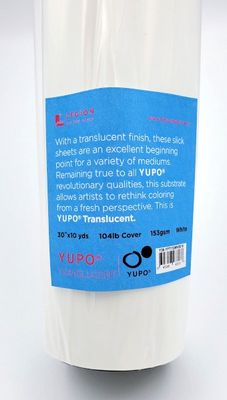 LEGION
With a translucent finish, these slick
sheets are an excellent beginning
point for a variety of mediums.
Remaining true to all YUPO®
revolutionary qualities, this substrate
allows artists to rethink coloring
from a fresh perspective. This is
YUPO® Translucent.
30"x10 yds 104lb Cover 153gsm White
YUPO®
TRANSLUCENT
YUPO®